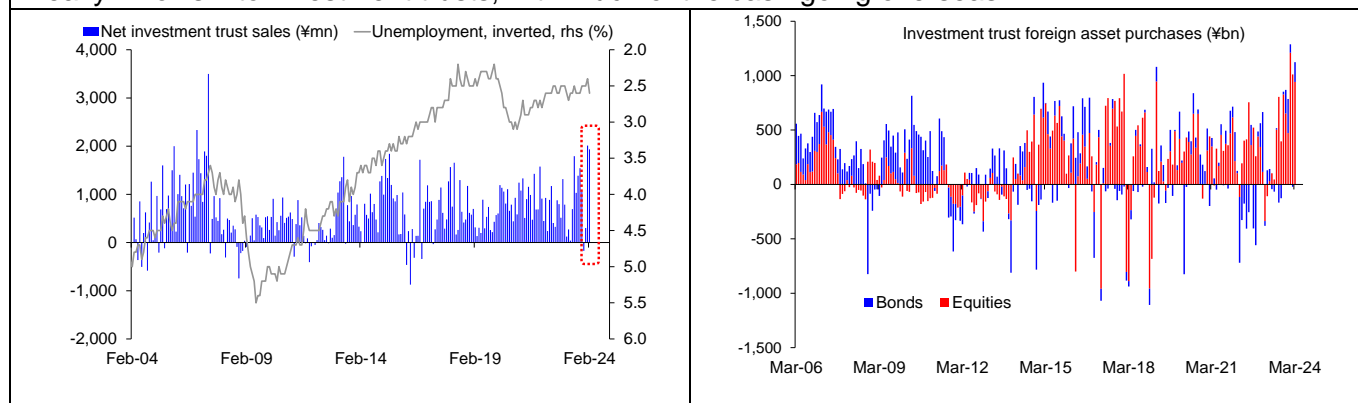 Net investment trust sales (¥mn)
Unemployment, inverted, rhs (%)
4,000
3,000
2,000
1,000
0
-1,000
-2,000
2.0
2.5
3.0
3.5
4.0
4.5
5.0
5.5
6.0
Feb-04
Feb-09
Feb-14
Feb-19
Feb-24
Investment trust foreign asset purchases (¥bn)
1,500
1,000
500
0
-500
-1,000
-1,500
Bonds
Equities
Mar-06
Mar-09
Mar-12
Mar-15
Mar-18
Mar-21
Mar-24